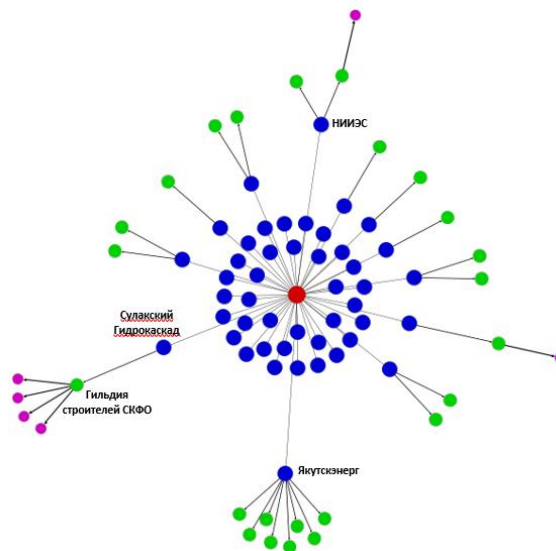 НИИЭС
Сулакский
Гидрокаскад
Гильдия
строителей СКФО
Якутскэнерг